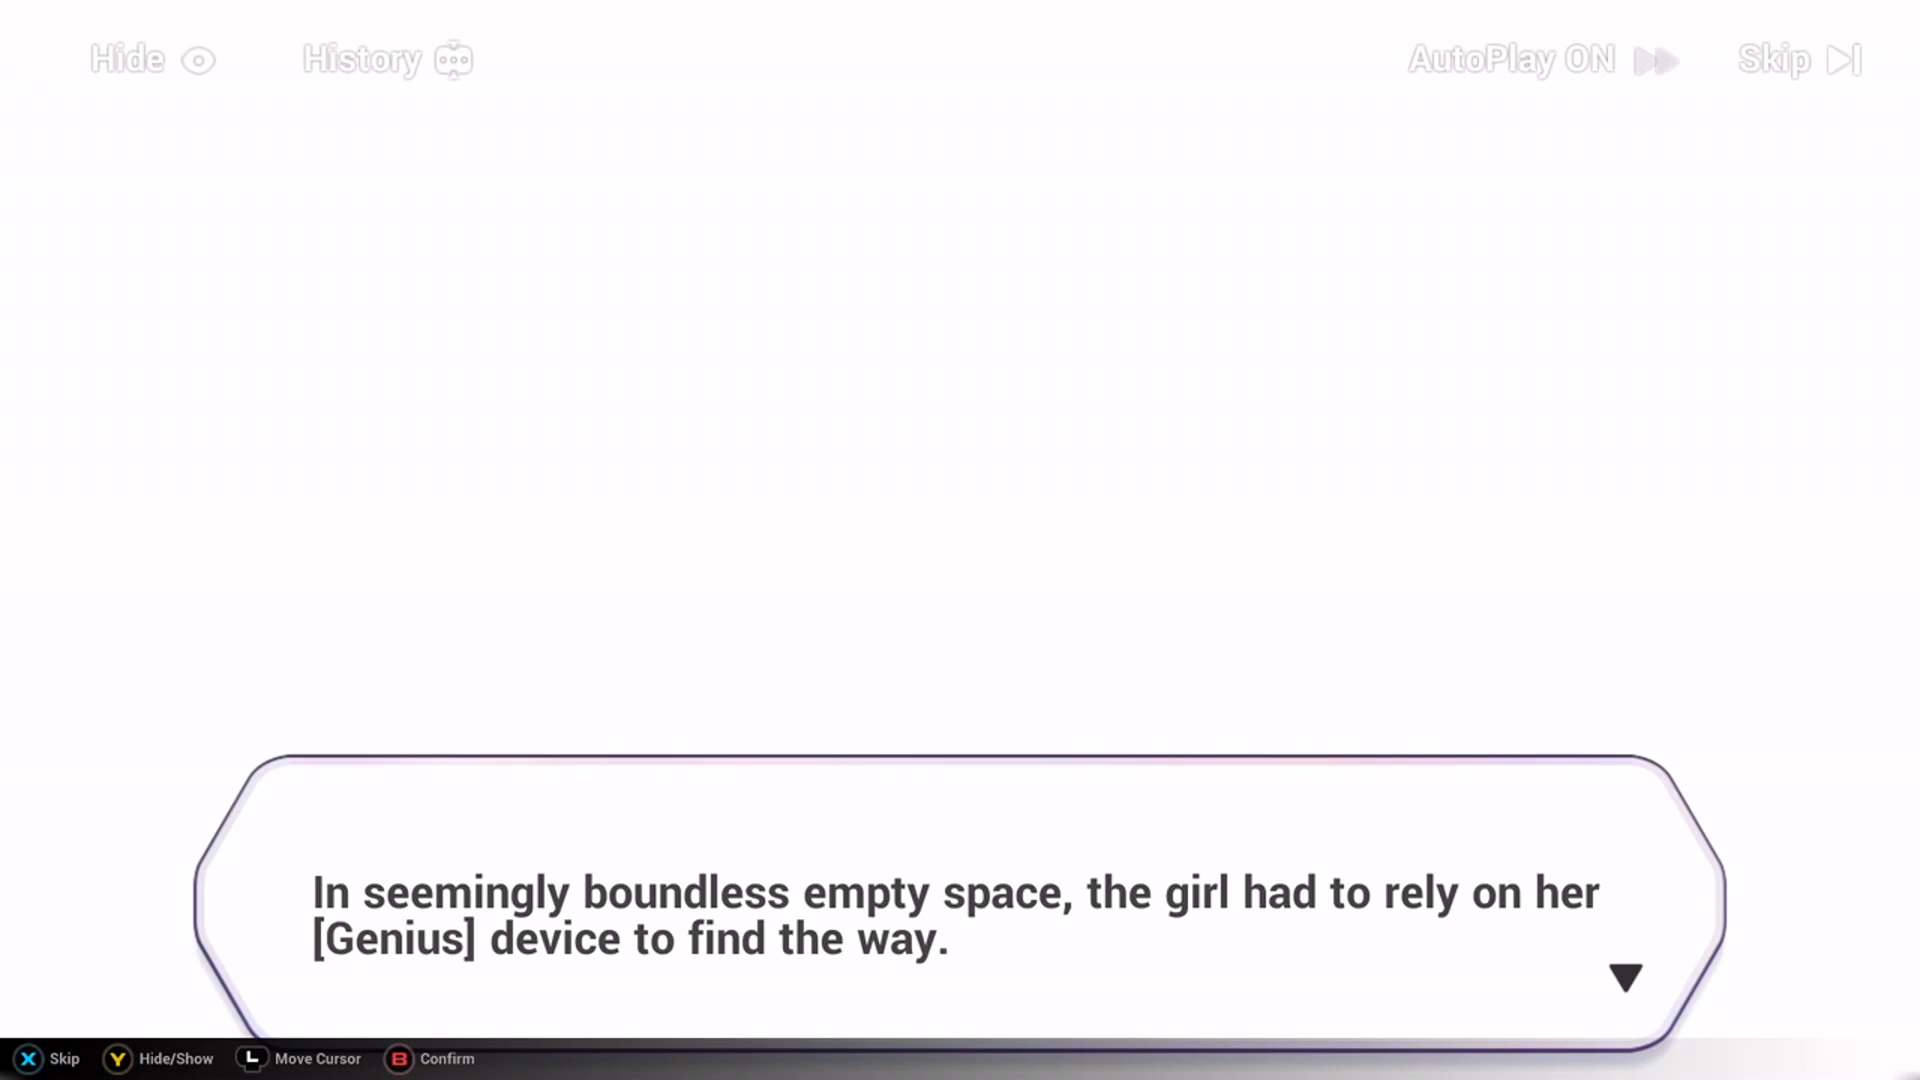 Hide
History
AutoPlay ON
Skip
In seemingly boundless empty space, the girl had to rely on her
[Genius] device to find the way.
X Skip Y Hide/Show L Move Cursor B Confirm